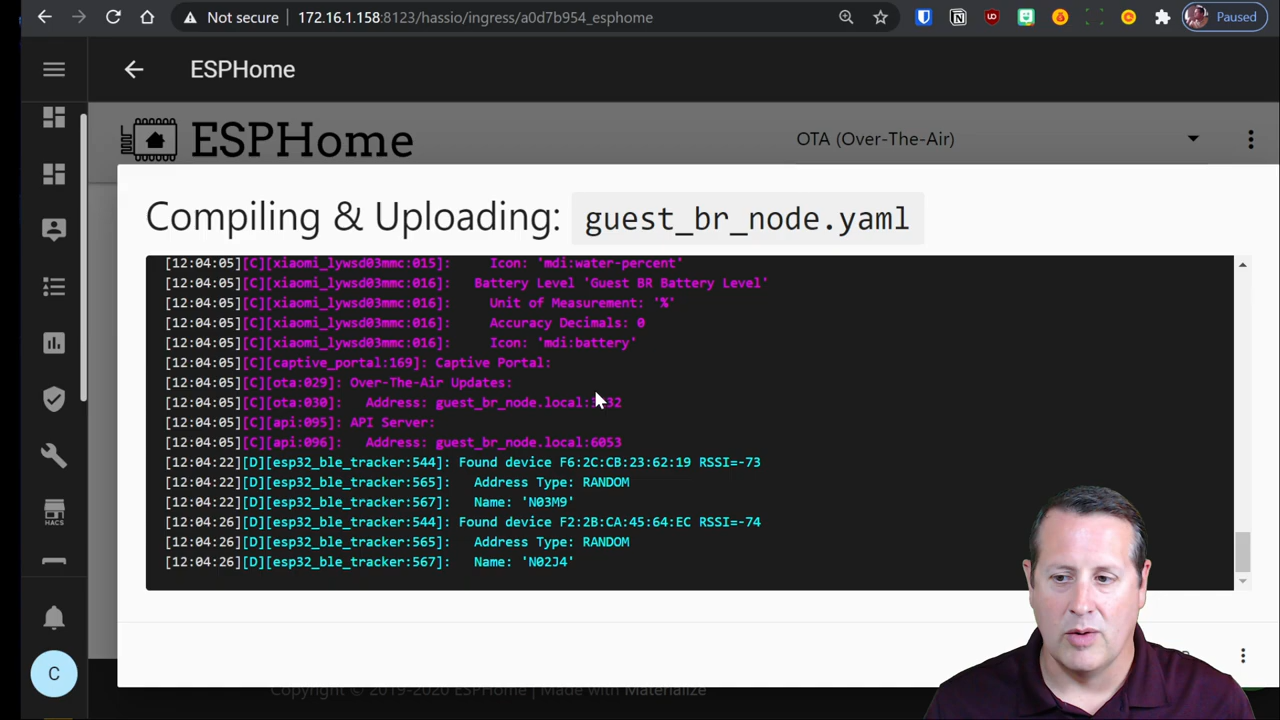 Not secure 172.16.1.158:8123/hassio/ingress/a0d7b954_esphome Paused
ESPHome
HACS
C
ESPHome OTA (Over-The-Air)
Compiling & Uploading: guest_br_node.yaml
[12:04:05][C][xiaomi_lywsd03mmc:015]: Icon: 'mdi:water-percent'
[12:04:05][C][xiaomi_lywsd03mmc:016]: Battery Level 'Guest BR Battery Level'
[12:04:05][C][xiaomi_lywsd03mmc:016]: Unit of Measurement: '%'
[12:04:05][C][xiaomi_lywsd03mmc:016]: Accuracy Decimals: 0
[12:04:05][C][xiaomi_lywsd03mmc:016]: Icon: 'mdi:battery'
[12:04:05][C][captive_portal:169]: Captive Portal:
[12:04:05][C][ota:029]: Over-The-Air Updates:
[12:04:05][C][ota:030]: Address: guest_br_node.local:
[12:04:05][C][api:095]: API Server:
[12:04:05][C][api:096]: Address: guest_br_node.local:6053
[12:04:22][D][esp32_ble_tracker:544]: Found device F6:2C:CB:23:62:19 RSSI=-73
[12:04:22][D][esp32_ble_tracker:565]: Address Type: RANDOM
[12:04:22][D][esp32_ble_tracker:567]: Name: 'N03M9'
[12:04:26][D][esp32_ble_tracker:544]: Found device F2:2B:CA:45:64:EC RSSI=-74
[12:04:26][D][esp32_ble_tracker:565]: Address Type: RANDOM
[12:04:26][D][esp32_ble_tracker:567]: Name: 'N02J4'
Copyright © 2019-2020 ESPHome | Made with Materialize